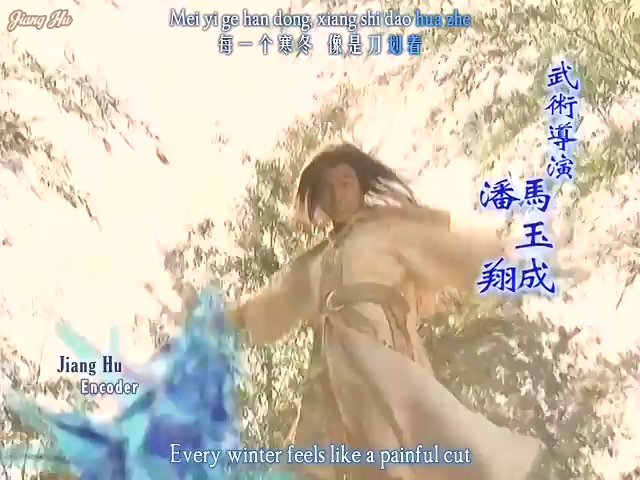 Jiang Hu
Mei yi ge han dong xiang shi dao hua zhe
每一个寒冬 像是刀划着
武術導演
馬玉成
潘翔
Jiang Hu
Encoder
Every winter feels like a painful cut